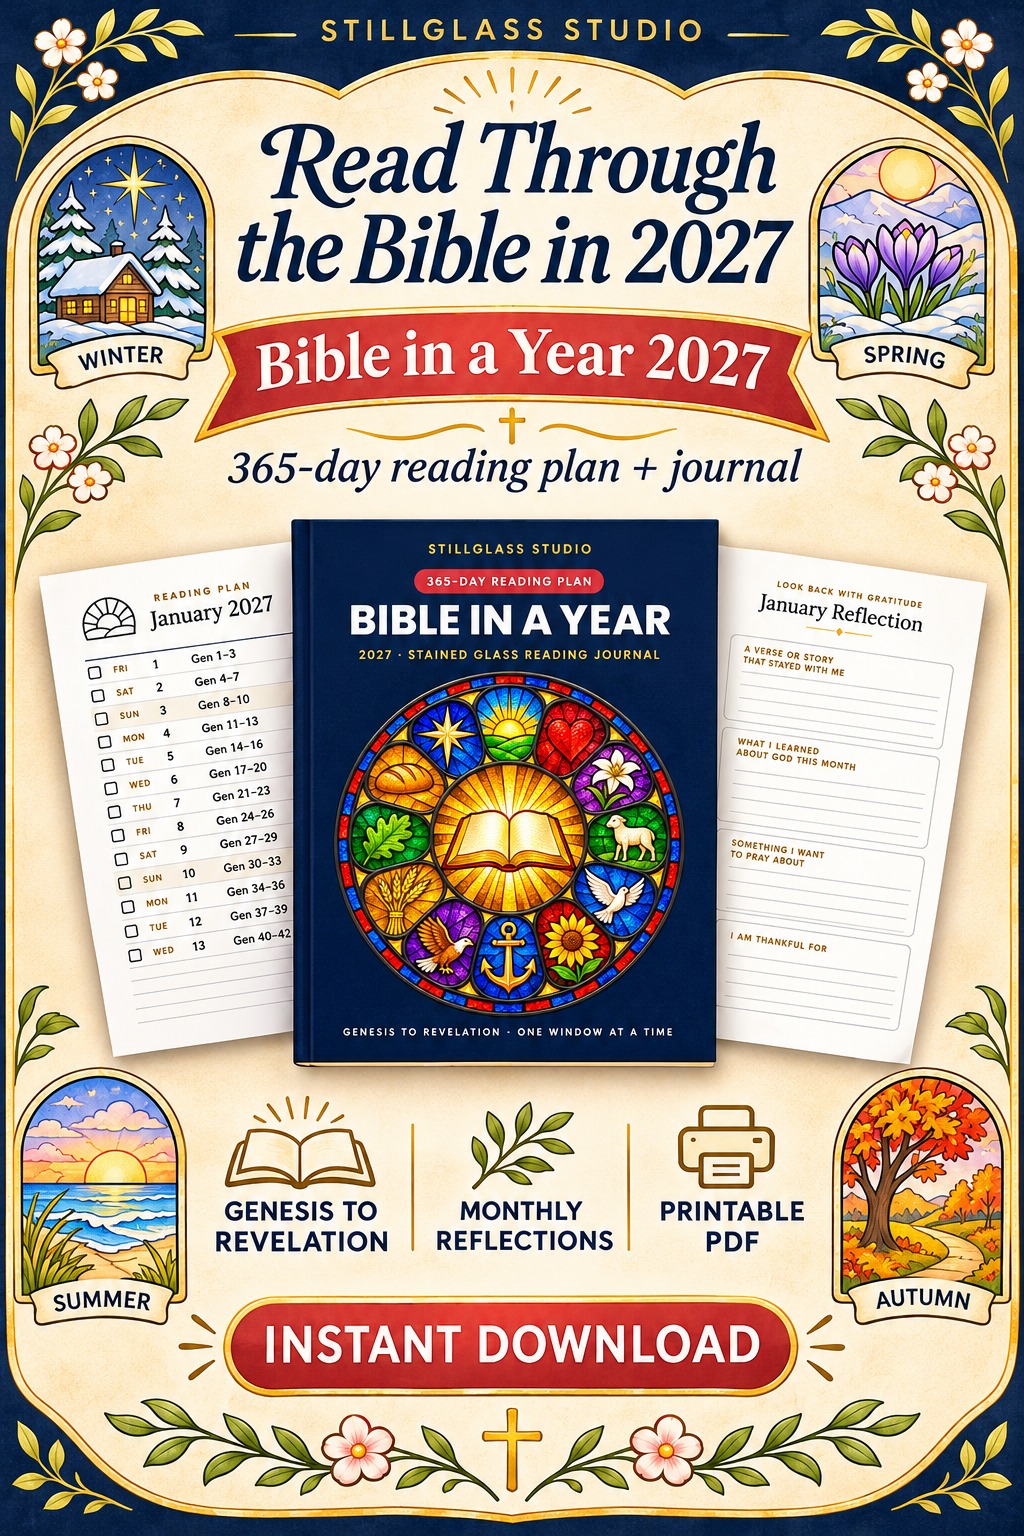 STILLGLASS STUDIO
Read Through
the Bible in 2027
WINTER
SPRING
Bible in a Year 2027
365-day reading plan + journal
READING PLAN
January 2027
FRI 1 Gen 1-3
SAT 2 Gen 4-7
SUN 3 Gen 8-10
MON 4 Gen 11-13
TUE 5 Gen 14-16
WED 6 Gen 17-20
THU 7 Gen 21-23
FRI 8 Gen 24-26
SAT 9 Gen 27-29
SUN 10 Gen 30-33
MON 11 Gen 34-36
TUE 12 Gen 37-39
WED 13 Gen 40-42
STILLGLASS STUDIO
365-DAY READING PLAN
BIBLE IN A YEAR
2027 · STAINED GLASS READING JOURNAL
GENESIS TO REVELATION · ONE WINDOW AT A TIME
LOOK BACK WITH GRATITUDE
January Reflection
A VERSE OR STORY
THAT STAYED WITH ME
WHAT I LEARNED
ABOUT GOD THIS MONTH
SOMETHING I WANT
TO PRAY ABOUT
I AM THANKFUL FOR
SUMMER
GENESIS TO
REVELATION
MONTHLY
REFLECTIONS
PRINTABLE
PDF
AUTUMN
INSTANT DOWNLOAD